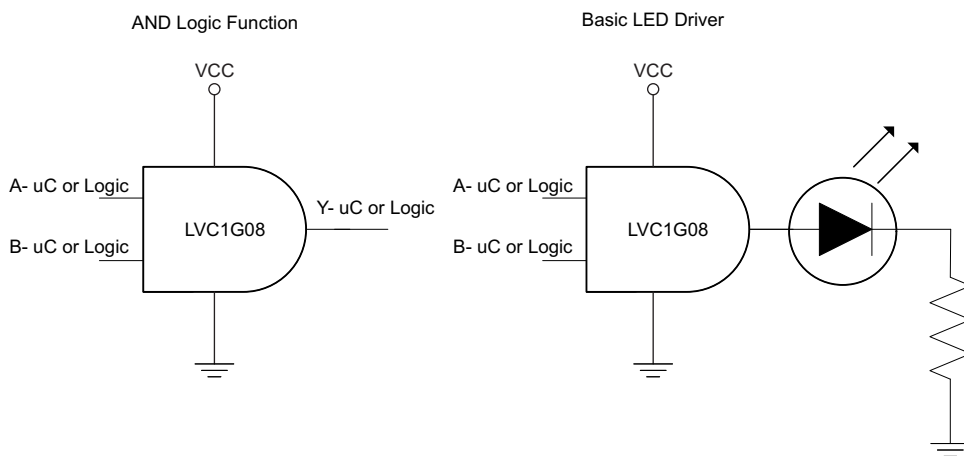 AND Logic Function
VCC
A- uC or Logic
B- uC or Logic
LVC1G08
Y- uC or Logic
Basic LED Driver
VCC
A- uC or Logic
B- uC or Logic
LVC1G08